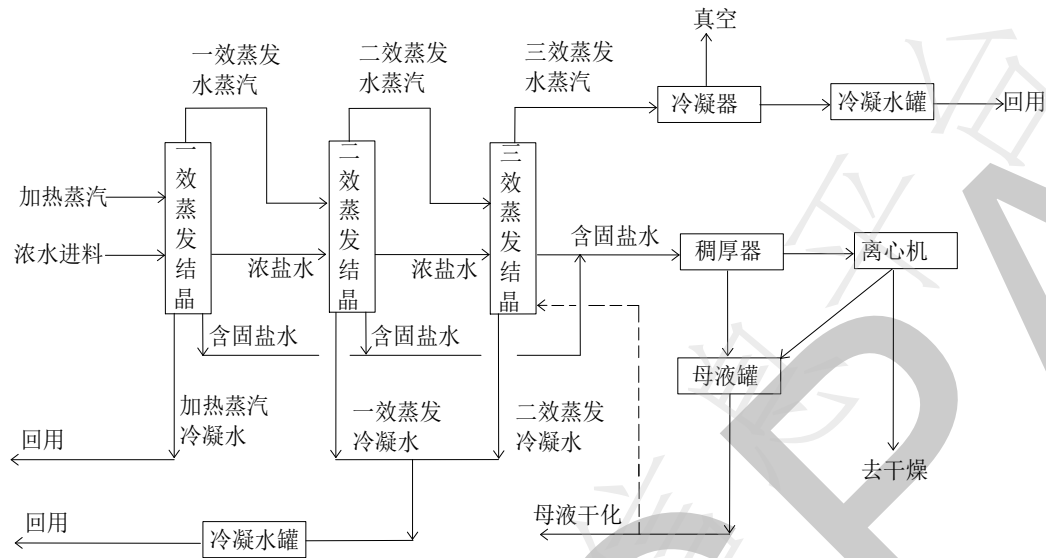 真空
一效蒸发
水蒸汽
二效蒸发
水蒸汽
三效蒸发
水蒸汽
冷凝器
冷凝水罐
回用
一效蒸发结晶
二效蒸发结晶
三效蒸发结晶
加热蒸汽
浓水进料
浓盐水
浓盐水
含固盐水
稠厚器
离心机
含固盐水
含固盐水
母液罐
加热蒸汽
冷凝水
一效蒸发
冷凝水
二效蒸发
冷凝水
回用
去干燥
回用
冷凝水罐
母液干化